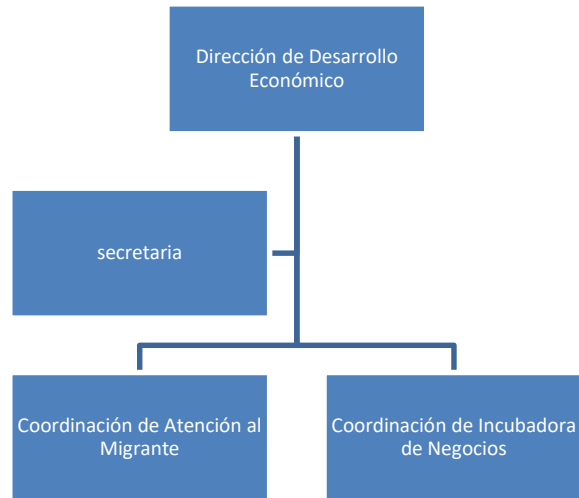 Dirección de Desarrollo
Económico
secretaria
Coordinación de Atención al
Migrante
Coordinación de Incubadora
de Negocios